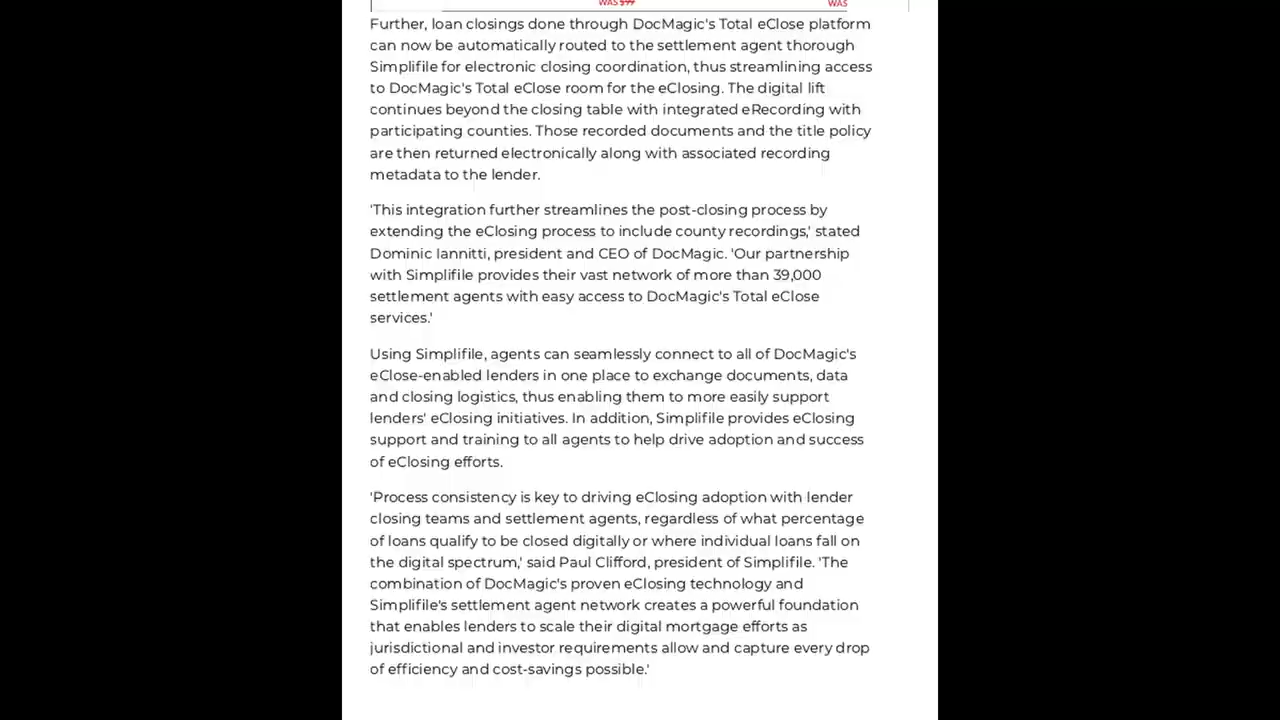 WAS $99 WAS
Further, loan closings done through DocMagic's Total eClose platform
can now be automatically routed to the settlement agent thorough
Simplifile for electronic closing coordination, thus streamlining access
to DocMagic's Total eClose room for the eClosing. The digital lift
continues beyond the closing table with integrated eRecording with
participating counties. Those recorded documents and the title policy
are then returned electronically along with associated recording
metadata to the lender.
'This integration further streamlines the post-closing process by
extending the eClosing process to include county recordings,' stated
Dominic Iannitti, president and CEO of DocMagic. 'Our partnership
with Simplifile provides their vast network of more than 39,000
settlement agents with easy access to DocMagic's Total eClose
services.'
Using Simplifile, agents can seamlessly connect to all of DocMagic's
eClose-enabled lenders in one place to exchange documents, data
and closing logistics, thus enabling them to more easily support
lenders' eClosing initiatives. In addition, Simplifile provides eClosing
support and training to all agents to help drive adoption and success
of eClosing efforts.
'Process consistency is key to driving eClosing adoption with lender
closing teams and settlement agents, regardless of what percentage
of loans qualify to be closed digitally or where individual loans fall on
the digital spectrum,' said Paul Clifford, president of Simplifile. 'The
combination of DocMagic's proven eClosing technology and
Simplifile's settlement agent network creates a powerful foundation
that enables lenders to scale their digital mortgage efforts as
jurisdictional and investor requirements allow and capture every drop
of efficiency and cost-savings possible.'